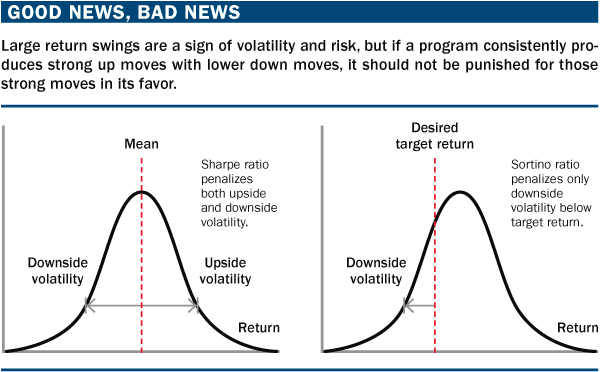 GOOD NEWS, BAD NEWS
Large return swings are a sign of volatility and risk, but if a program consistently pro-
duces strong up moves with lower down moves, it should not be punished for those
strong moves in its favor.
Mean
Sharpe ratio
penalizes
both upside
and downside
volatility.
Downside
volatility
Upside
volatility
Return
Desired
target return
Sortino ratio
penalizes only
downside
volatility below
target return.
Downside
volatility
Return